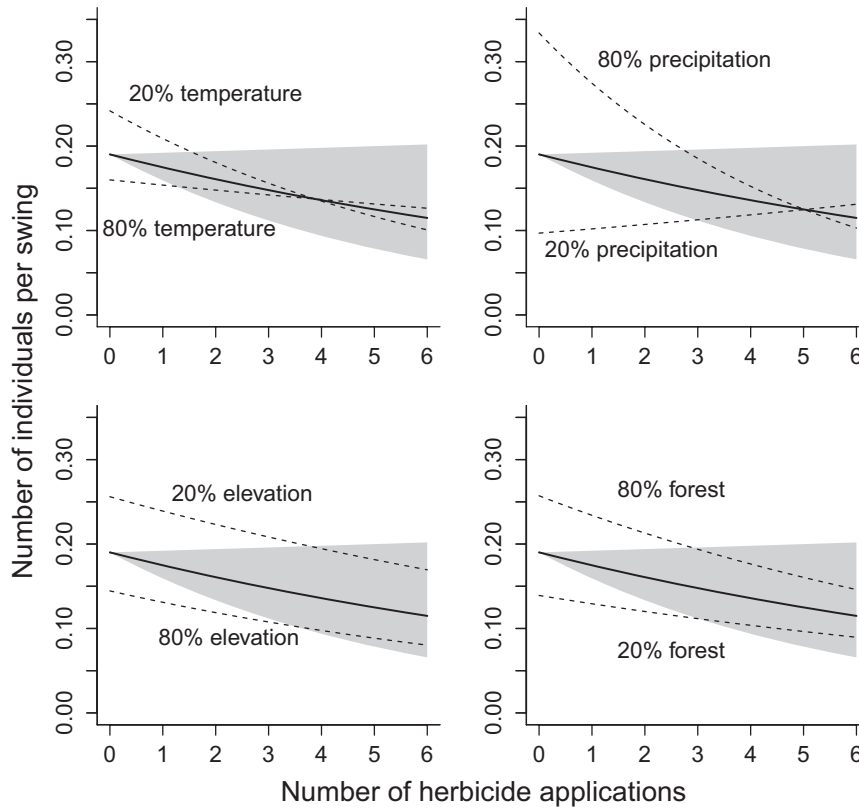 Number of individuals per swing
0.30
0.20
0.10
0.00
20% temperature
80% temperature
0 1 2 3 4 5 6
0.30
0.20
0.10
0.00
80% precipitation
20% precipitation
0 1 2 3 4 5 6
0.30
0.20
0.10
0.00
20% elevation
80% elevation
0 1 2 3 4 5 6
0.30
0.20
0.10
0.00
80% forest
20% forest
0 1 2 3 4 5 6
Number of herbicide applications